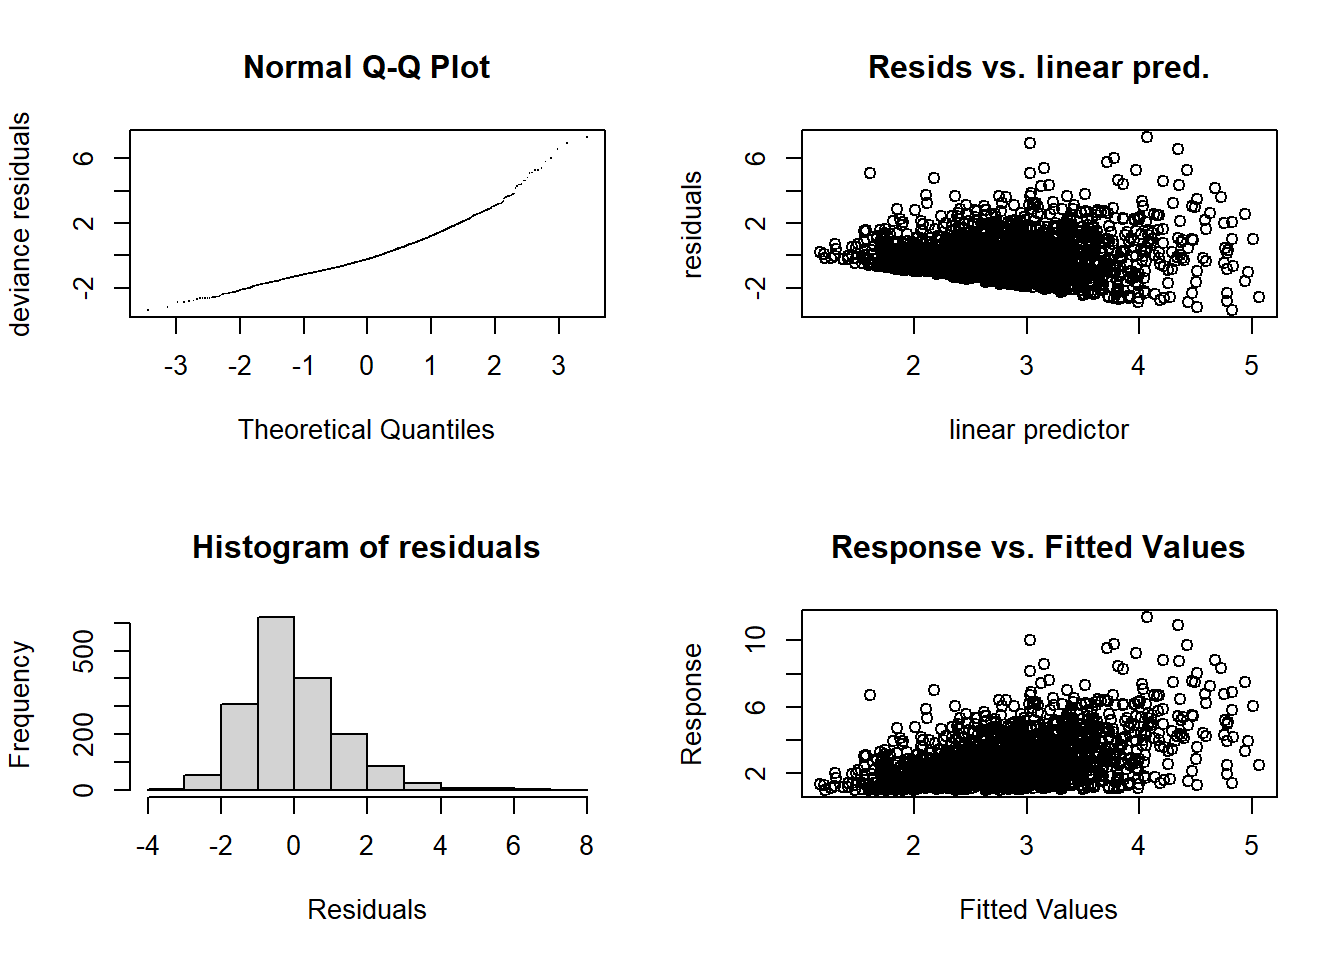 Normal Q-Q Plot
deviance residuals
-2 2 6
-3 -2 -1 0 1 2 3
Theoretical Quantiles
Resids vs. linear pred.
residuals
-2 2 6
2 3 4 5
linear predictor
Histogram of residuals
Frequency
0 200 500
-4 -2 0 2 4 6 8
Residuals
Response vs. Fitted Values
Response
2 6 10
2 3 4 5
Fitted Values